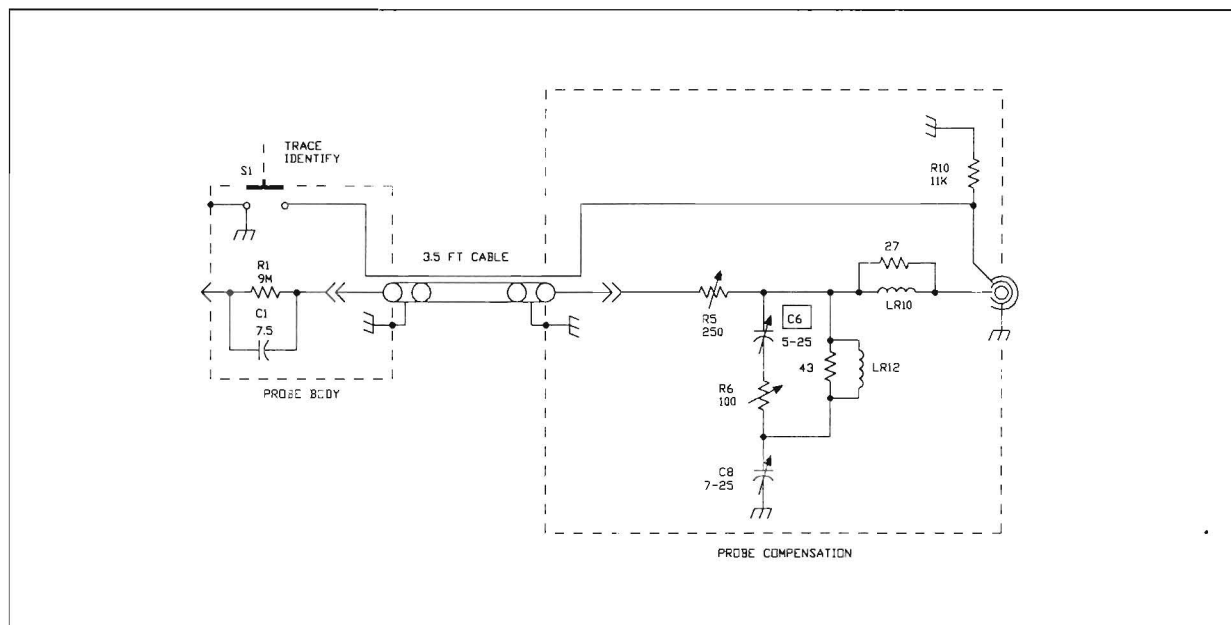 TRACE
IDENTIFY
S1
R10
11K
3.5 FT CABLE
27
R1
9M
C1
7.5
LR10
R5
250
C6
5-25
43
LR12
R6
100
PROBE BODY
C8
7-25
PROBE COMPENSATION